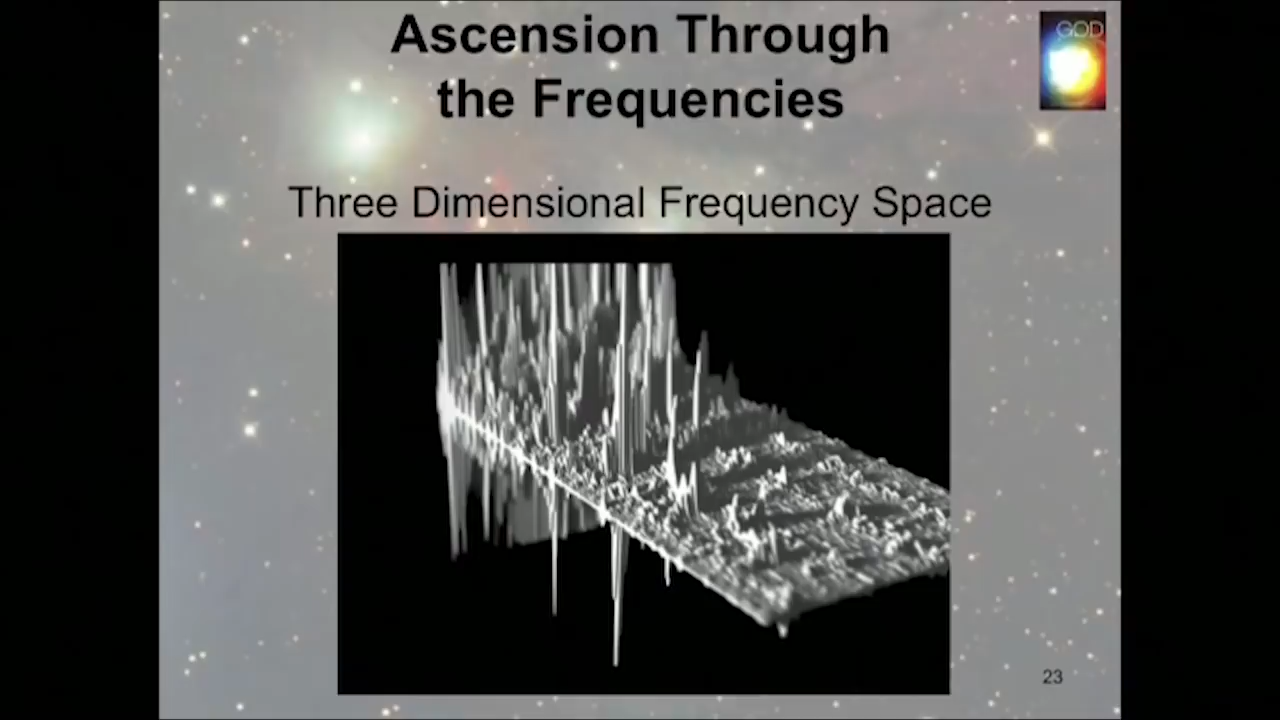 Ascension Through
the Frequencies
GOD
Three Dimensional Frequency Space
23